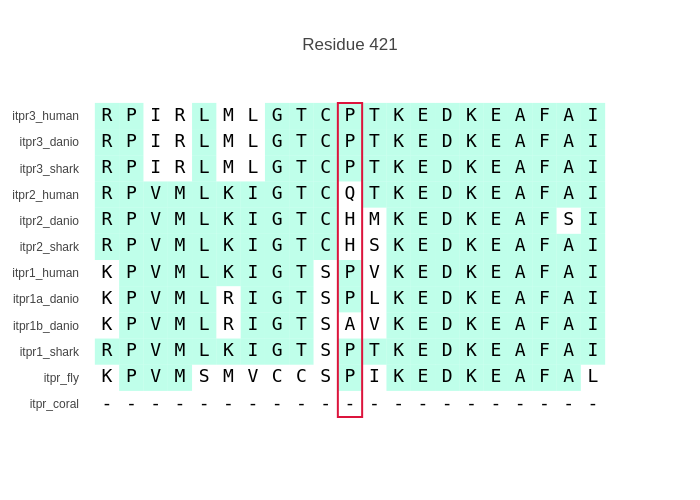 Residue 421
itpr3_human R P I R L M L G T C P T K E D K E A F A I
itpr3_danio R P I R L M L G T C P T K E D K E A F A I
itpr3_shark R P I R L M L G T C P T K E D K E A F A I
itpr2_human R P V M L K I G T C Q T K E D K E A F A I
itpr2_danio R P V M L K I G T C H M K E D K E A F S I
itpr2_shark R P V M L K I G T C H S K E D K E A F A I
itpr1_human K P V M L K I G T S P V K E D K E A F A I
itpr1a_danio K P V M L R I G T S P L K E D K E A F A I
itpr1b_danio K P V M L R I G T S A V K E D K E A F A I
itpr1_shark R P V M L K I G T S P T K E D K E A F A I
itpr_fly K P V M S M V C C S P I K E D K E A F A L
itpr_coral - - - - - - - - - - - - - - - - - - - - -